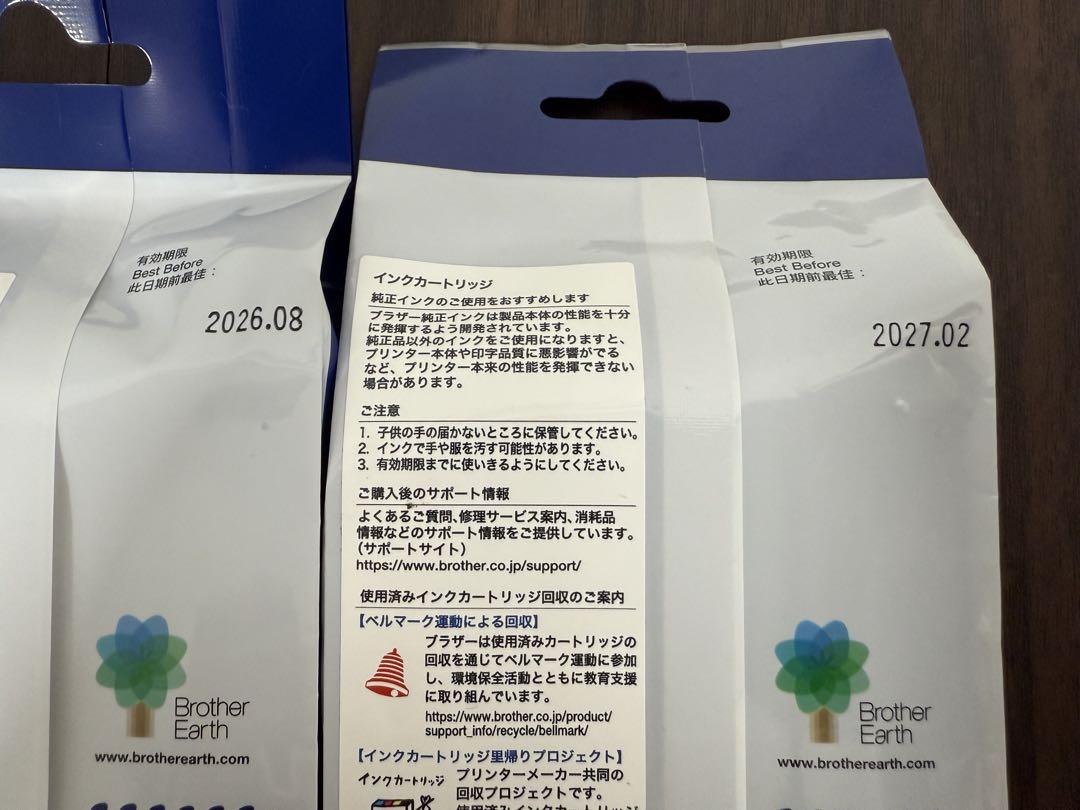 有効期限
Best Before
此日期前最佳：
2026.08
Brother
Earth
www.brotherearth.com
インクカートリッジ
純正インクのご使用をおすすめします
ブラザー純正インクは製品本体の性能を十分
に発揮するよう開発されています。
純正品以外のインクをご使用になりますと、
プリンター本体や印字品質に悪影響がでる
など、プリンター本来の性能を発揮できない
場合があります。
ご注意
1. 子供の手の届かないところに保管してください。
2. インクで手や服を汚す可能性があります。
3. 有効期限までに使いきるようにしてください。
ご購入後のサポート情報
よくあるご質問、修理サービス案内、消耗品
情報などのサポート情報をご提供しています。
（サポートサイト）
https://www.brother.co.jp/support/
使用済みインクカートリッジ回収のご案内
【ベルマーク運動による回収】
ブラザーは使用済みカートリッジの
回収を通じてベルマーク運動に参加
し、環境保全活動とともに教育支援
に取り組んでいます。
https://www.brother.co.jp/product/
support_info/recycle/bellmark/
【インクカートリッジ里帰りプロジェクト】
インクカートリッジ
プリンターメーカー共同の
回収プロジェクトです。
使用済みインクカートリッジ
有効期限
Best Before
此日期前最佳：
2027.02
Brother
Earth
www.brotherearth.com